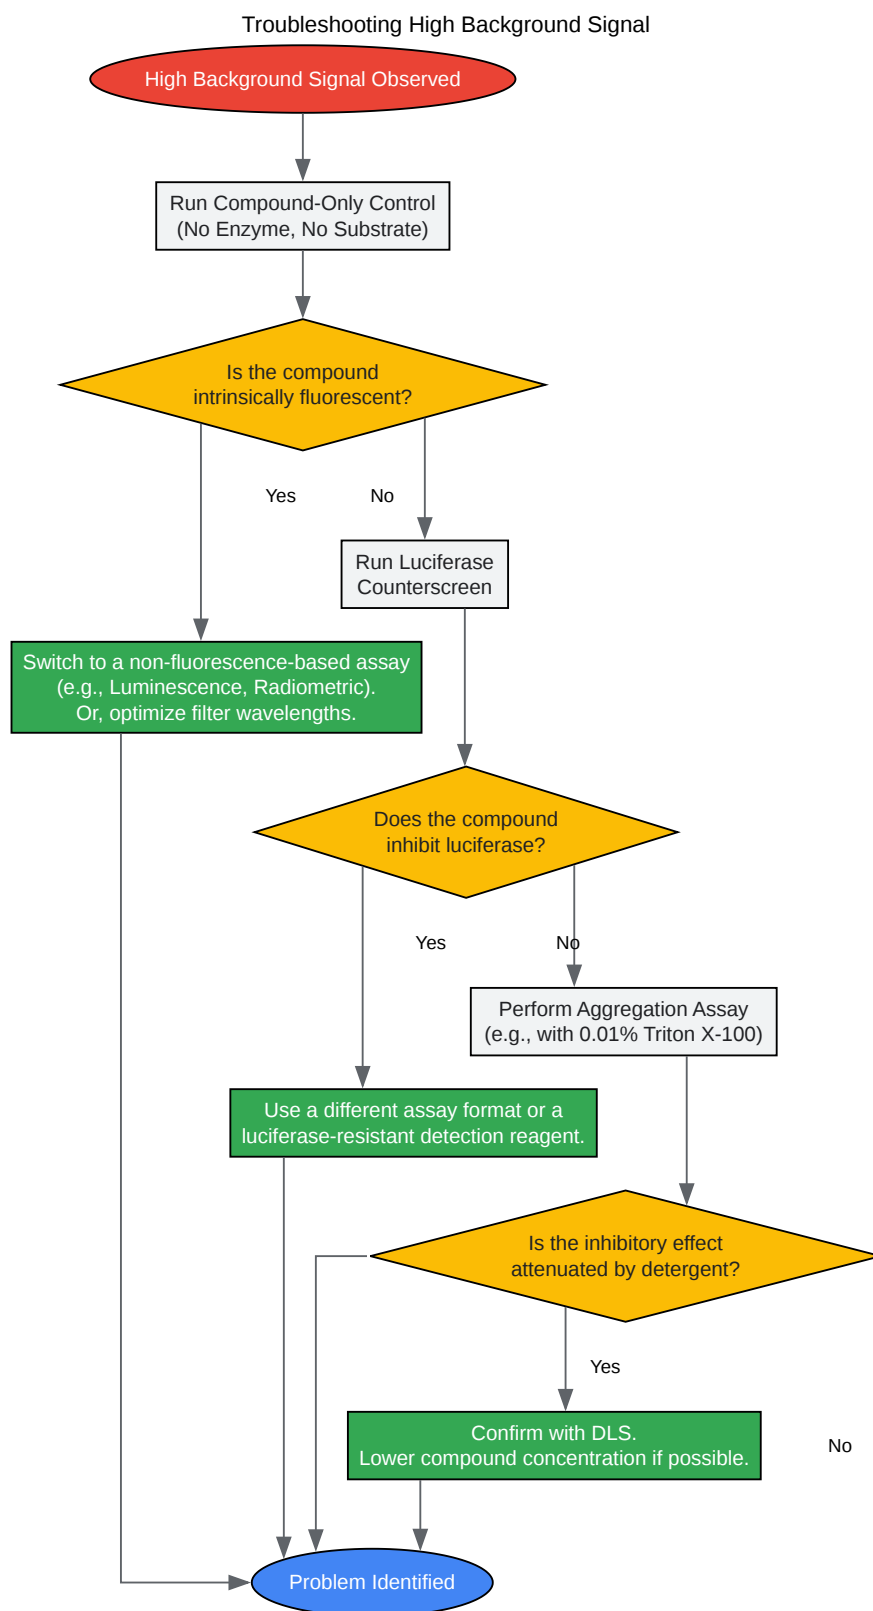 Troubleshooting High Background Signal
High Background Signal Observed
Run Compound-Only Control
(No Enzyme, No Substrate)
Is the compound
intrinsically fluorescent?
Yes
No
Run Luciferase
Counterscreen
Switch to a non-fluorescence-based assay
(e.g., Luminescence, Radiometric).
Or, optimize filter wavelengths.
Does the compound
inhibit luciferase?
Yes
No
Perform Aggregation Assay
(e.g., with 0.01% Triton X-100)
Use a different assay format or a
luciferase-resistant detection reagent.
Is the inhibitory effect
attenuated by detergent?
Yes
Confirm with DLS.
Lower compound concentration if possible.
No
Problem Identified